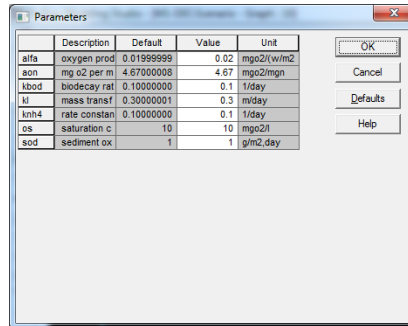 Parameters
Description Default Value Unit
alfa oxygen prod 0.01999999 0.02 mgo2/(w/m2
aon mg o2 per m 4.67000008 4.67 mgo2/mgn
kbod biodecay rat 0.10000000 0.1 1/day
kl mass transf 0.30000001 0.3 m/day
knh4 rate constan 0.10000000 0.1 1/day
os saturation c 10 10 mgo2/l
sod sediment ox 1 1 g/m2,day
OK
Cancel
Defaults
Help